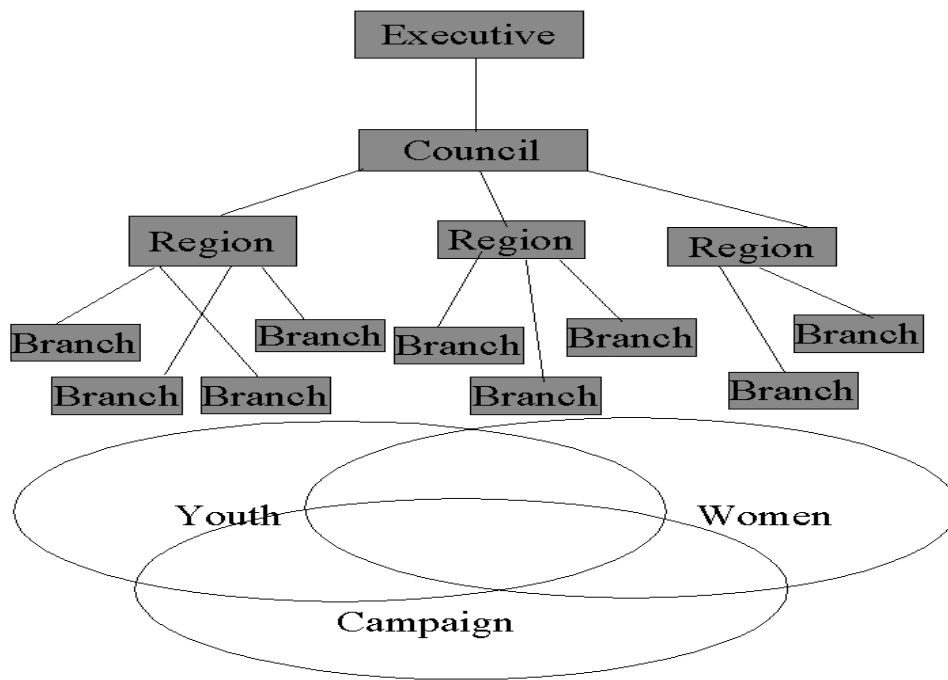 Executive
Council
Region
Region
Region
Branch
Branch
Branch
Branch
Branch
Branch
Branch
Branch
Branch
Youth
Women
Campaign